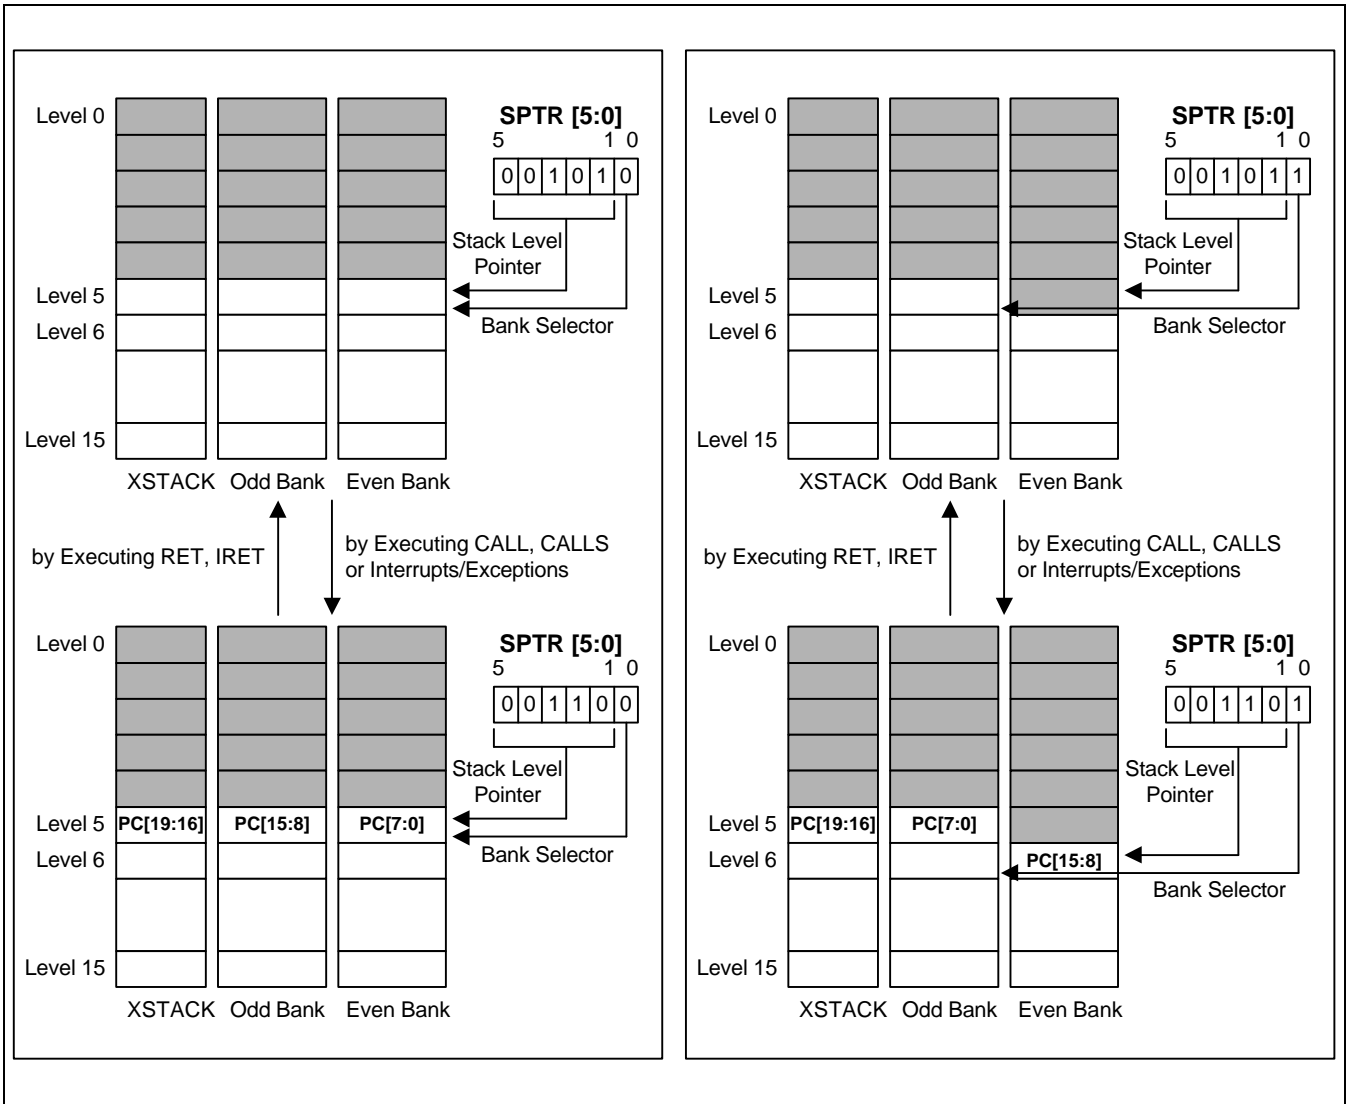 Level 0
SPTR [5:0]
5 1 0
0 0 1 0 1 0
Stack Level
Pointer
Level 5
Level 6
Bank Selector
Level 15
XSTACK Odd Bank Even Bank
by Executing RET, IRET
by Executing CALL, CALLS
or Interrupts/Exceptions
Level 0
SPTR [5:0]
5 1 0
0 0 1 1 0 0
Stack Level
Pointer
Level 5 PC[19:16] PC[15:8] PC[7:0]
Level 6
Bank Selector
Level 15
XSTACK Odd Bank Even Bank
Level 0
SPTR [5:0]
5 1 0
0 0 1 0 1 1
Stack Level
Pointer
Level 5
Level 6
Bank Selector
Level 15
XSTACK Odd Bank Even Bank
by Executing RET, IRET
by Executing CALL, CALLS
or Interrupts/Exceptions
Level 0
SPTR [5:0]
5 1 0
0 0 1 1 0 1
Stack Level
Pointer
Level 5 PC[19:16] PC[7:0]
Level 6 PC[15:8]
Bank Selector
Level 15
XSTACK Odd Bank Even Bank